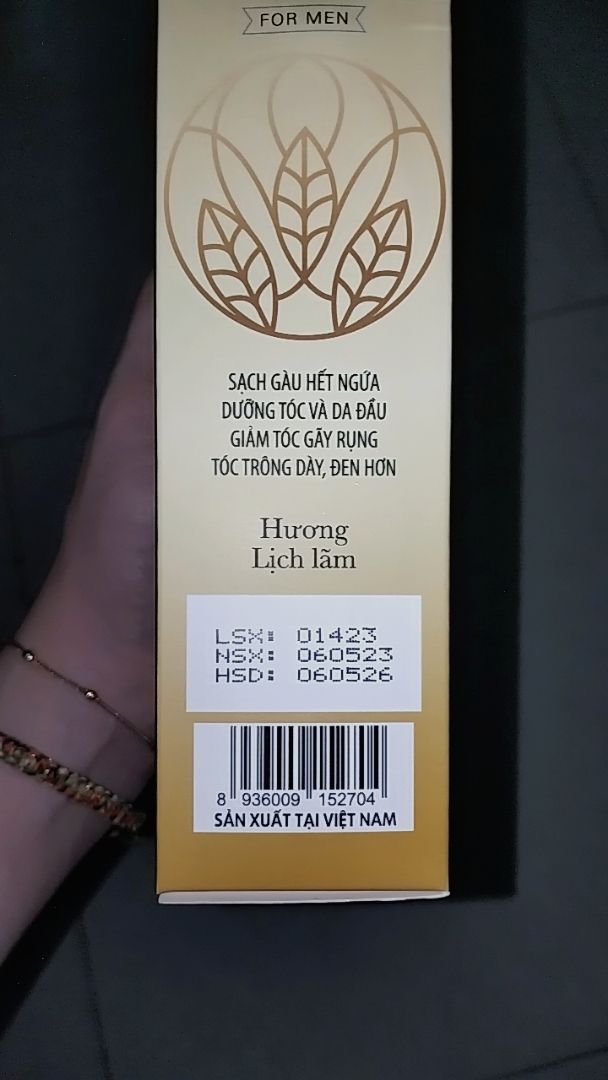 FOR MEN
SẠCH GÀU HẾT NGỨA
DƯỠNG TÓC VÀ DA ĐẦU
GIẢM TÓC GÃY RỤNG
TÓC TRÔNG DÀY, ĐEN HƠN
Hương
Lịch lãm
LSX: 01423
NSX: 060523
HSD: 060526
8 936009 152704
SẢN XUẤT TẠI VIỆT NAM